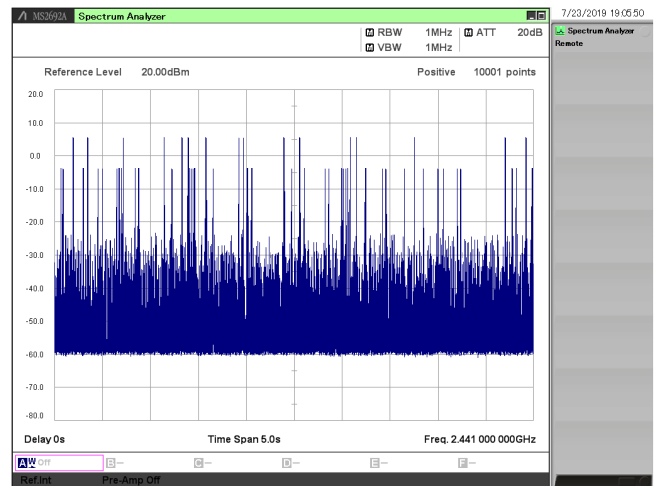 MS2692A Spectrum Analyzer
7/23/2019 19:05:50
RBW 1MHz ATT 20dB
VBW 1MHz
Spectrum Analyzer
Remote
Reference Level 20.00dBm Positive 10001 points
20.0
10.0
0.0
-10.0
-20.0
-30.0
-40.0
-50.0
-60.0
-70.0
-80.0
Delay 0s Time Span 5.0s Freq. 2.441 000 000GHz
A W Off B-- C-- D-- E-- F--
Ref.Int Pre-Amp Off